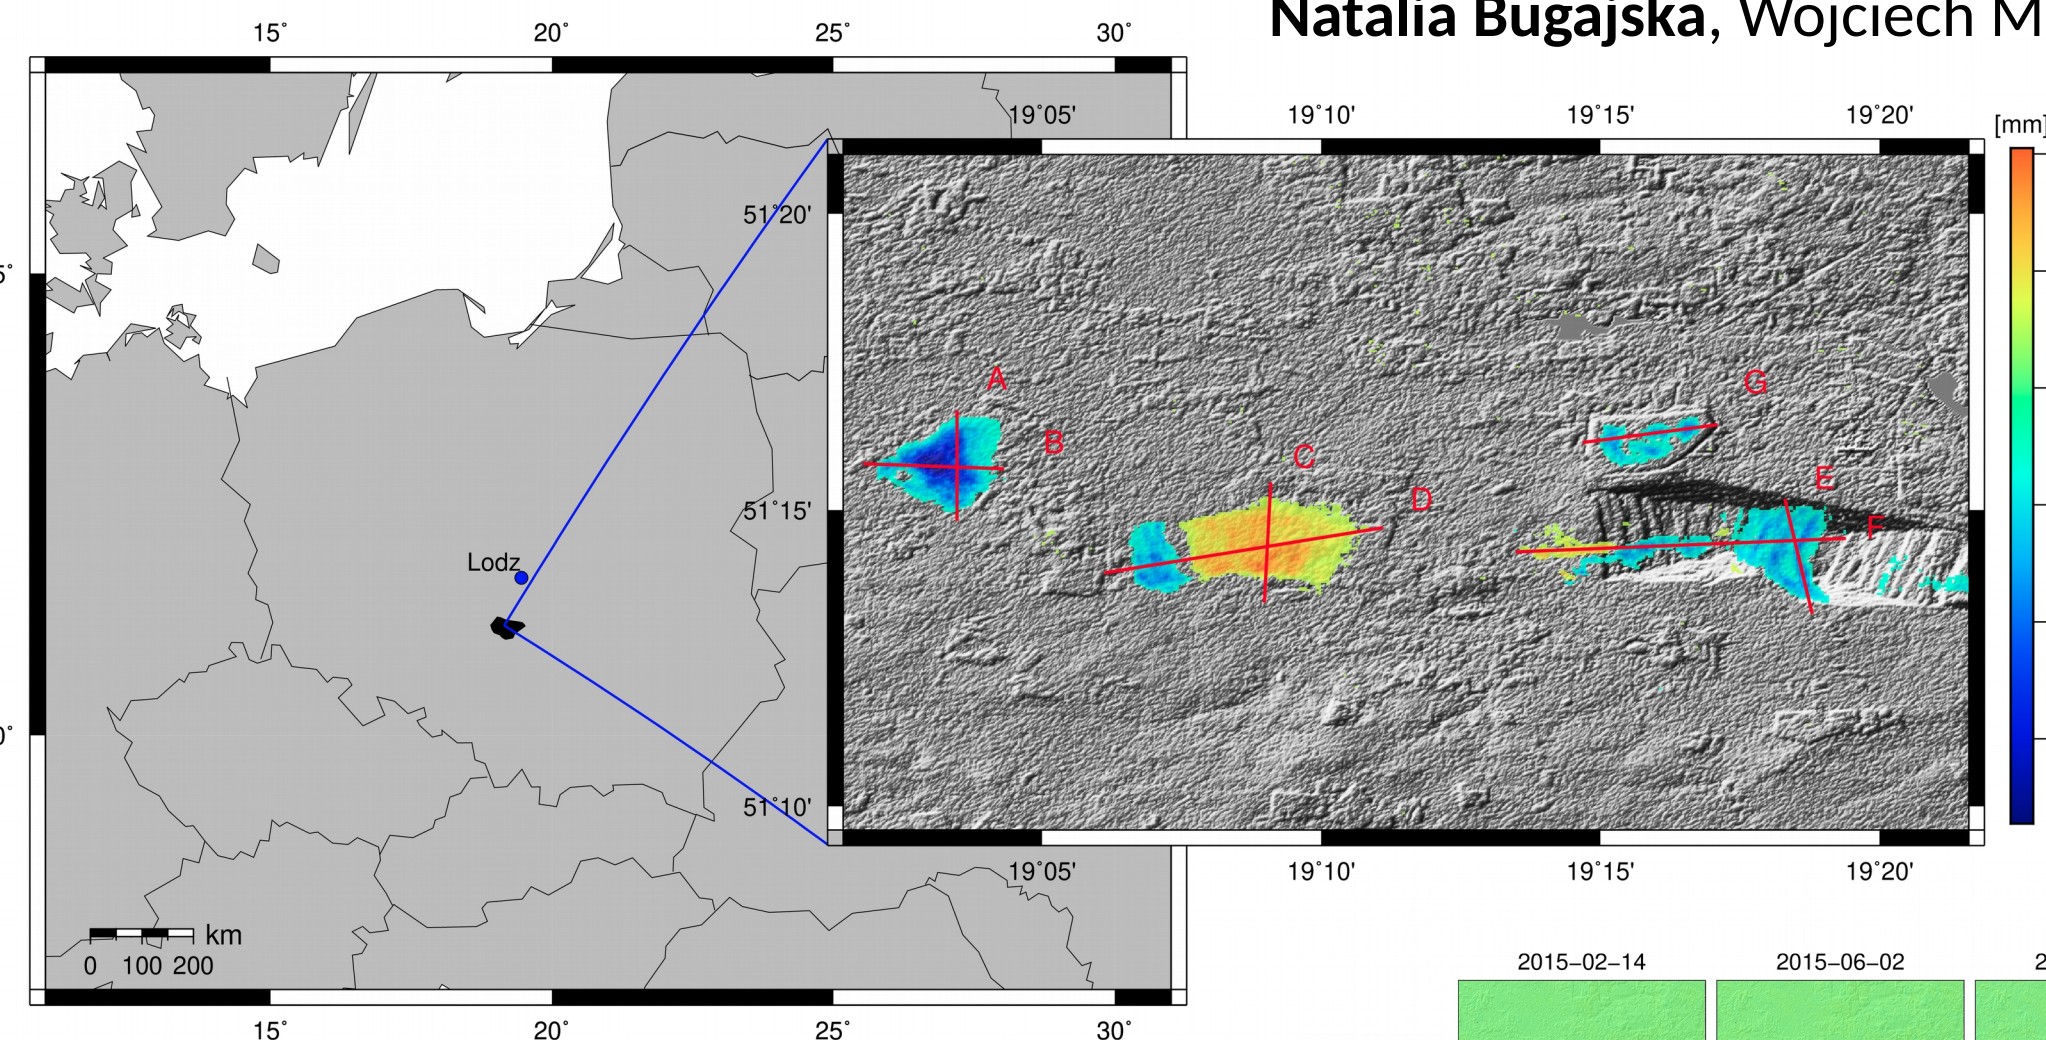 Natalia Bugajska, Wojciech M
15° 20° 25° 30°
19°05' 19°10' 19°15' 19°20'
[mm]
51°20'
A
G
B
C
E
D
51°15'
F
Lodz
51°10'
19°05' 19°10' 19°15' 19°20'
km
0 100 200
2015-02-14 2015-06-02
15° 20° 25° 30°